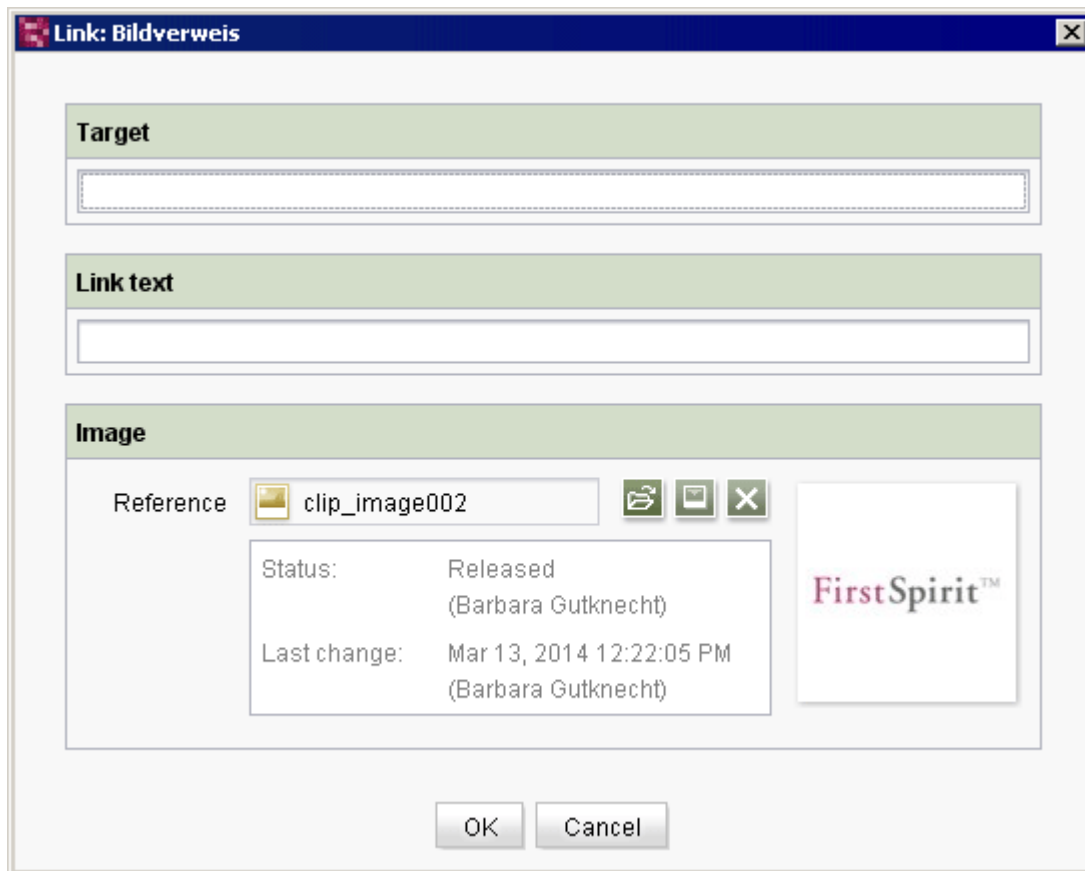 Link: Bildverweis
Target
Link text
Image
Reference clip_image002
Status: Released
(Barbara Gutknecht)
Last change: Mar 13, 2014 12:22:05 PM
(Barbara Gutknecht)
FirstSpirit™
OK Cancel